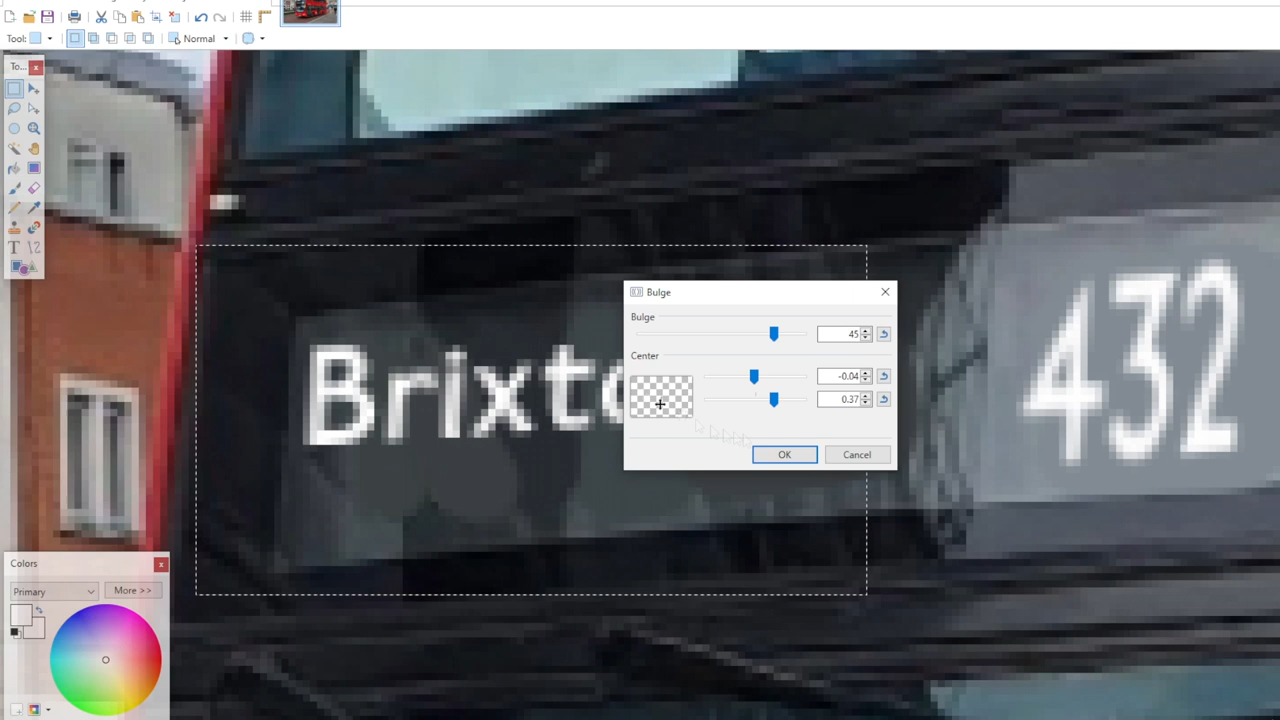 Tool:
Normal
To...
Brixto
432
Bulge
Bulge
45
Center
-0.04
0.37
OK
Cancel
Colors
Primary
More >>